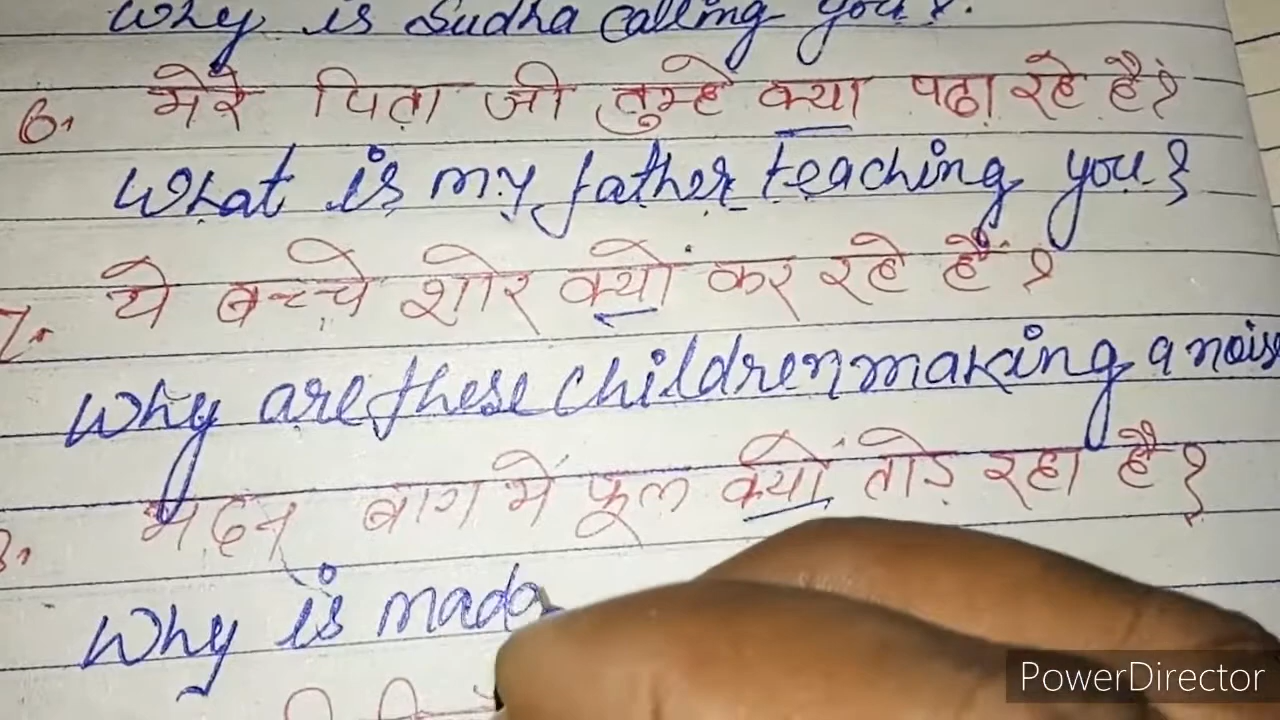 Why is Sudha calling you?
6. मेरे पिता जी तुम्हे क्या पढा रहे है?
What is my father teaching you?
7. ये बच्चे शोर क्यों कर रहे हैं?
Why are these children making a nois
8. मदन बाग में फूल क्यों तोड़ रहा है?
Why is mada
PowerDirector